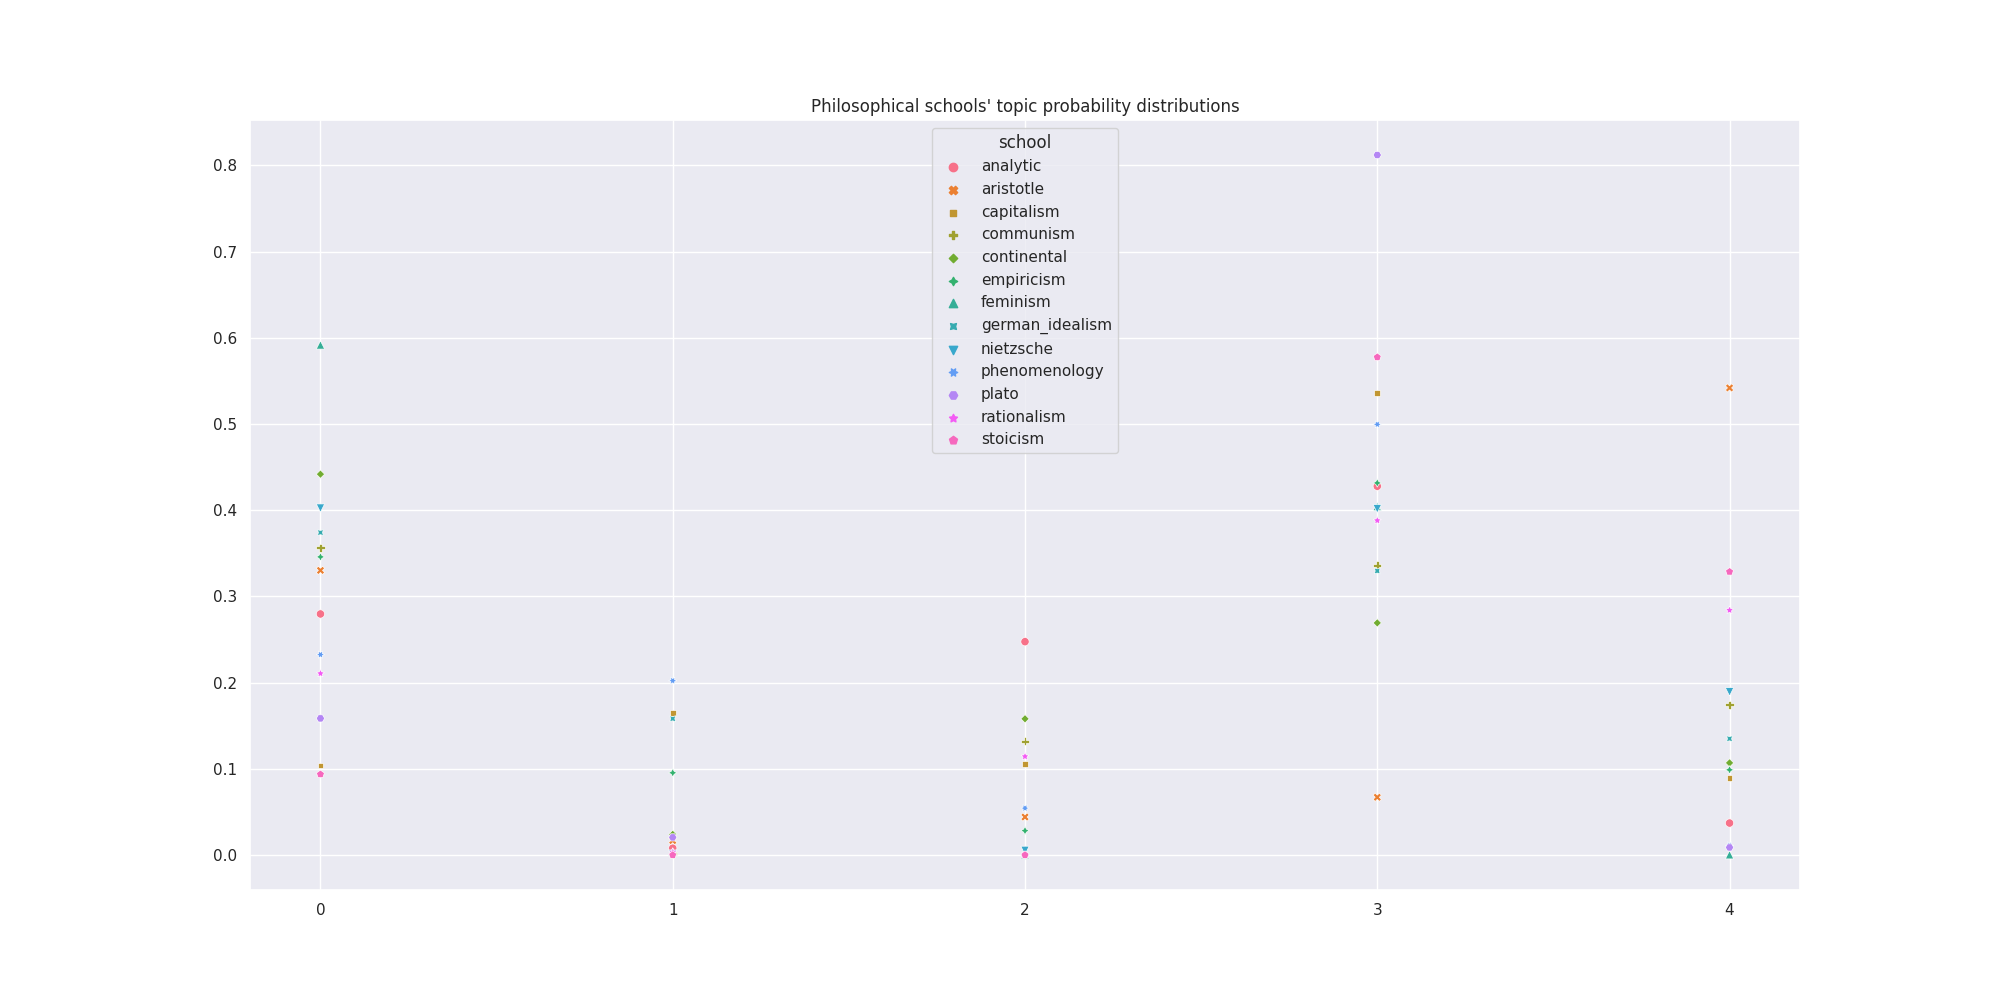 Philosophical schools' topic probability distributions
school
analytic
aristotle
capitalism
communism
continental
empiricism
feminism
german_idealism
nietzsche
phenomenology
plato
rationalism
stoicism
0.8
0.7
0.6
0.5
0.4
0.3
0.2
0.1
0.0
0 1 2 3 4